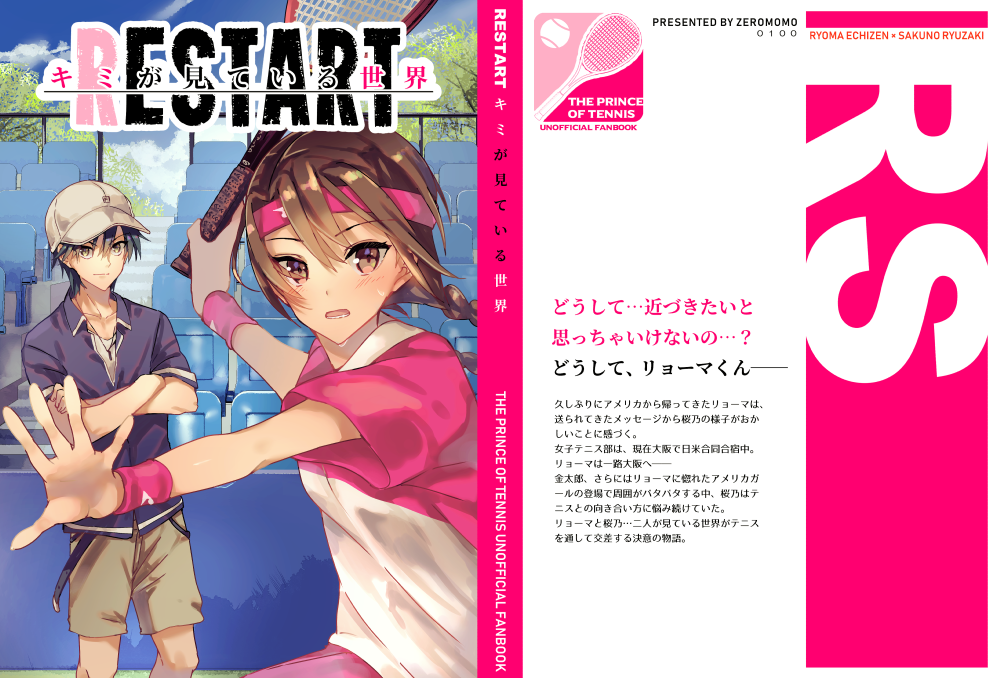 RESTART
キミが見ている世界
RESTART キミが見ている世界
THE PRINCE OF TENNIS UNOFFICIAL FANBOOK
THE PRINCE
OF TENNIS
UNOFFICIAL FANBOOK
PRESENTED BY ZEROMOMO
0100
RYOMA ECHIZEN × SAKUNO RYUZAKI
RS
どうして…近づきたいと
思っちゃいけないの…？
どうして、リョーマくん──
久しぶりにアメリカから帰ってきたリョーマは、
送られてきたメッセージから桜乃の様子がおか
しいことに感づく。
女子テニス部は、現在大阪で日米合同合宿中。
リョーマは一路大阪へ──
金太郎、さらにはリョーマに惚れたアメリカガ
ールの登場で周囲がバタバタする中、桜乃はテ
ニスとの向き合い方に悩み続けていた。
リョーマと桜乃…二人が見ている世界がテニス
を通して交差する決意の物語。